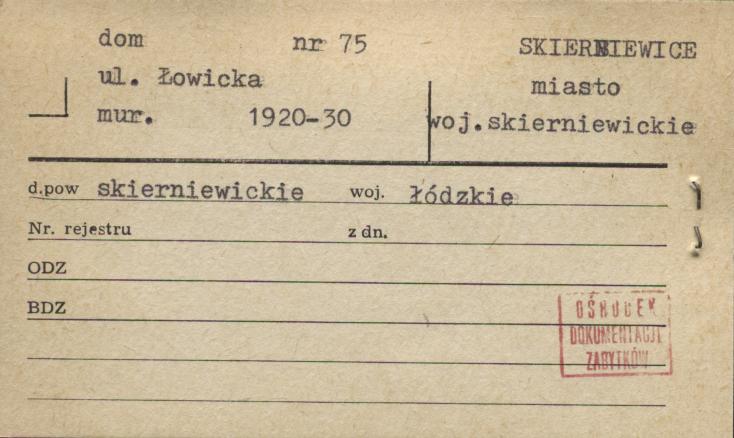 dom nr 75 SKIERNIEWICE
ul. Łowicka miasto
mur. 1920-30 woj.skierniewickie
d.pow skierniewickie woj. łódzkie
Nr. rejestru z dn.
ODZ
BDZ
OŚRODEK
DOKUMENTACJI
ZABYTKÓW